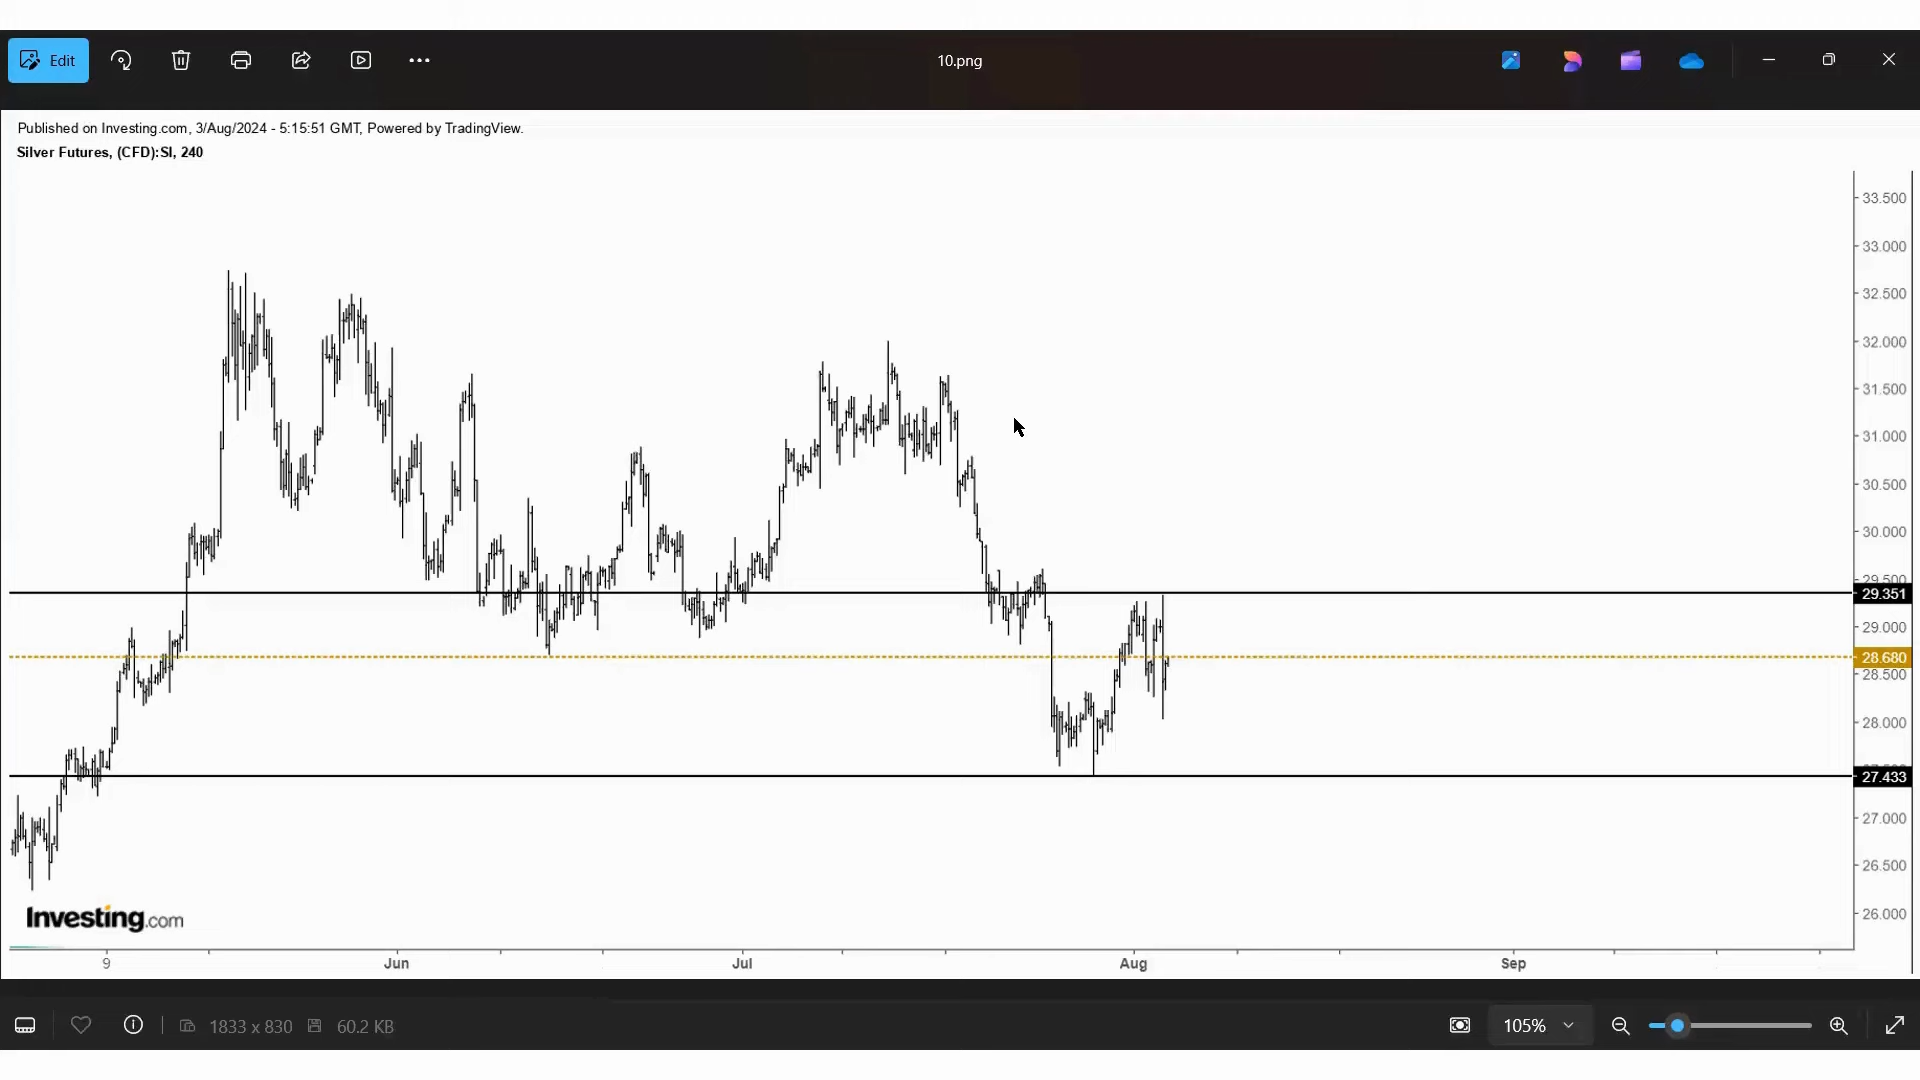 Edit
10.png
Published on Investing.com, 3/Aug/2024 - 5:15:51 GMT, Powered by TradingView.
Silver Futures, (CFD):SI, 240
33.500
33.000
32.500
32.000
31.500
31.000
30.500
30.000
29.500
29.351
29.000
28.680
28.500
28.000
27.433
27.000
26.500
26.000
Investing.com
9 Jun Jul Aug Sep
1833 x 830 60.2 KB 105%